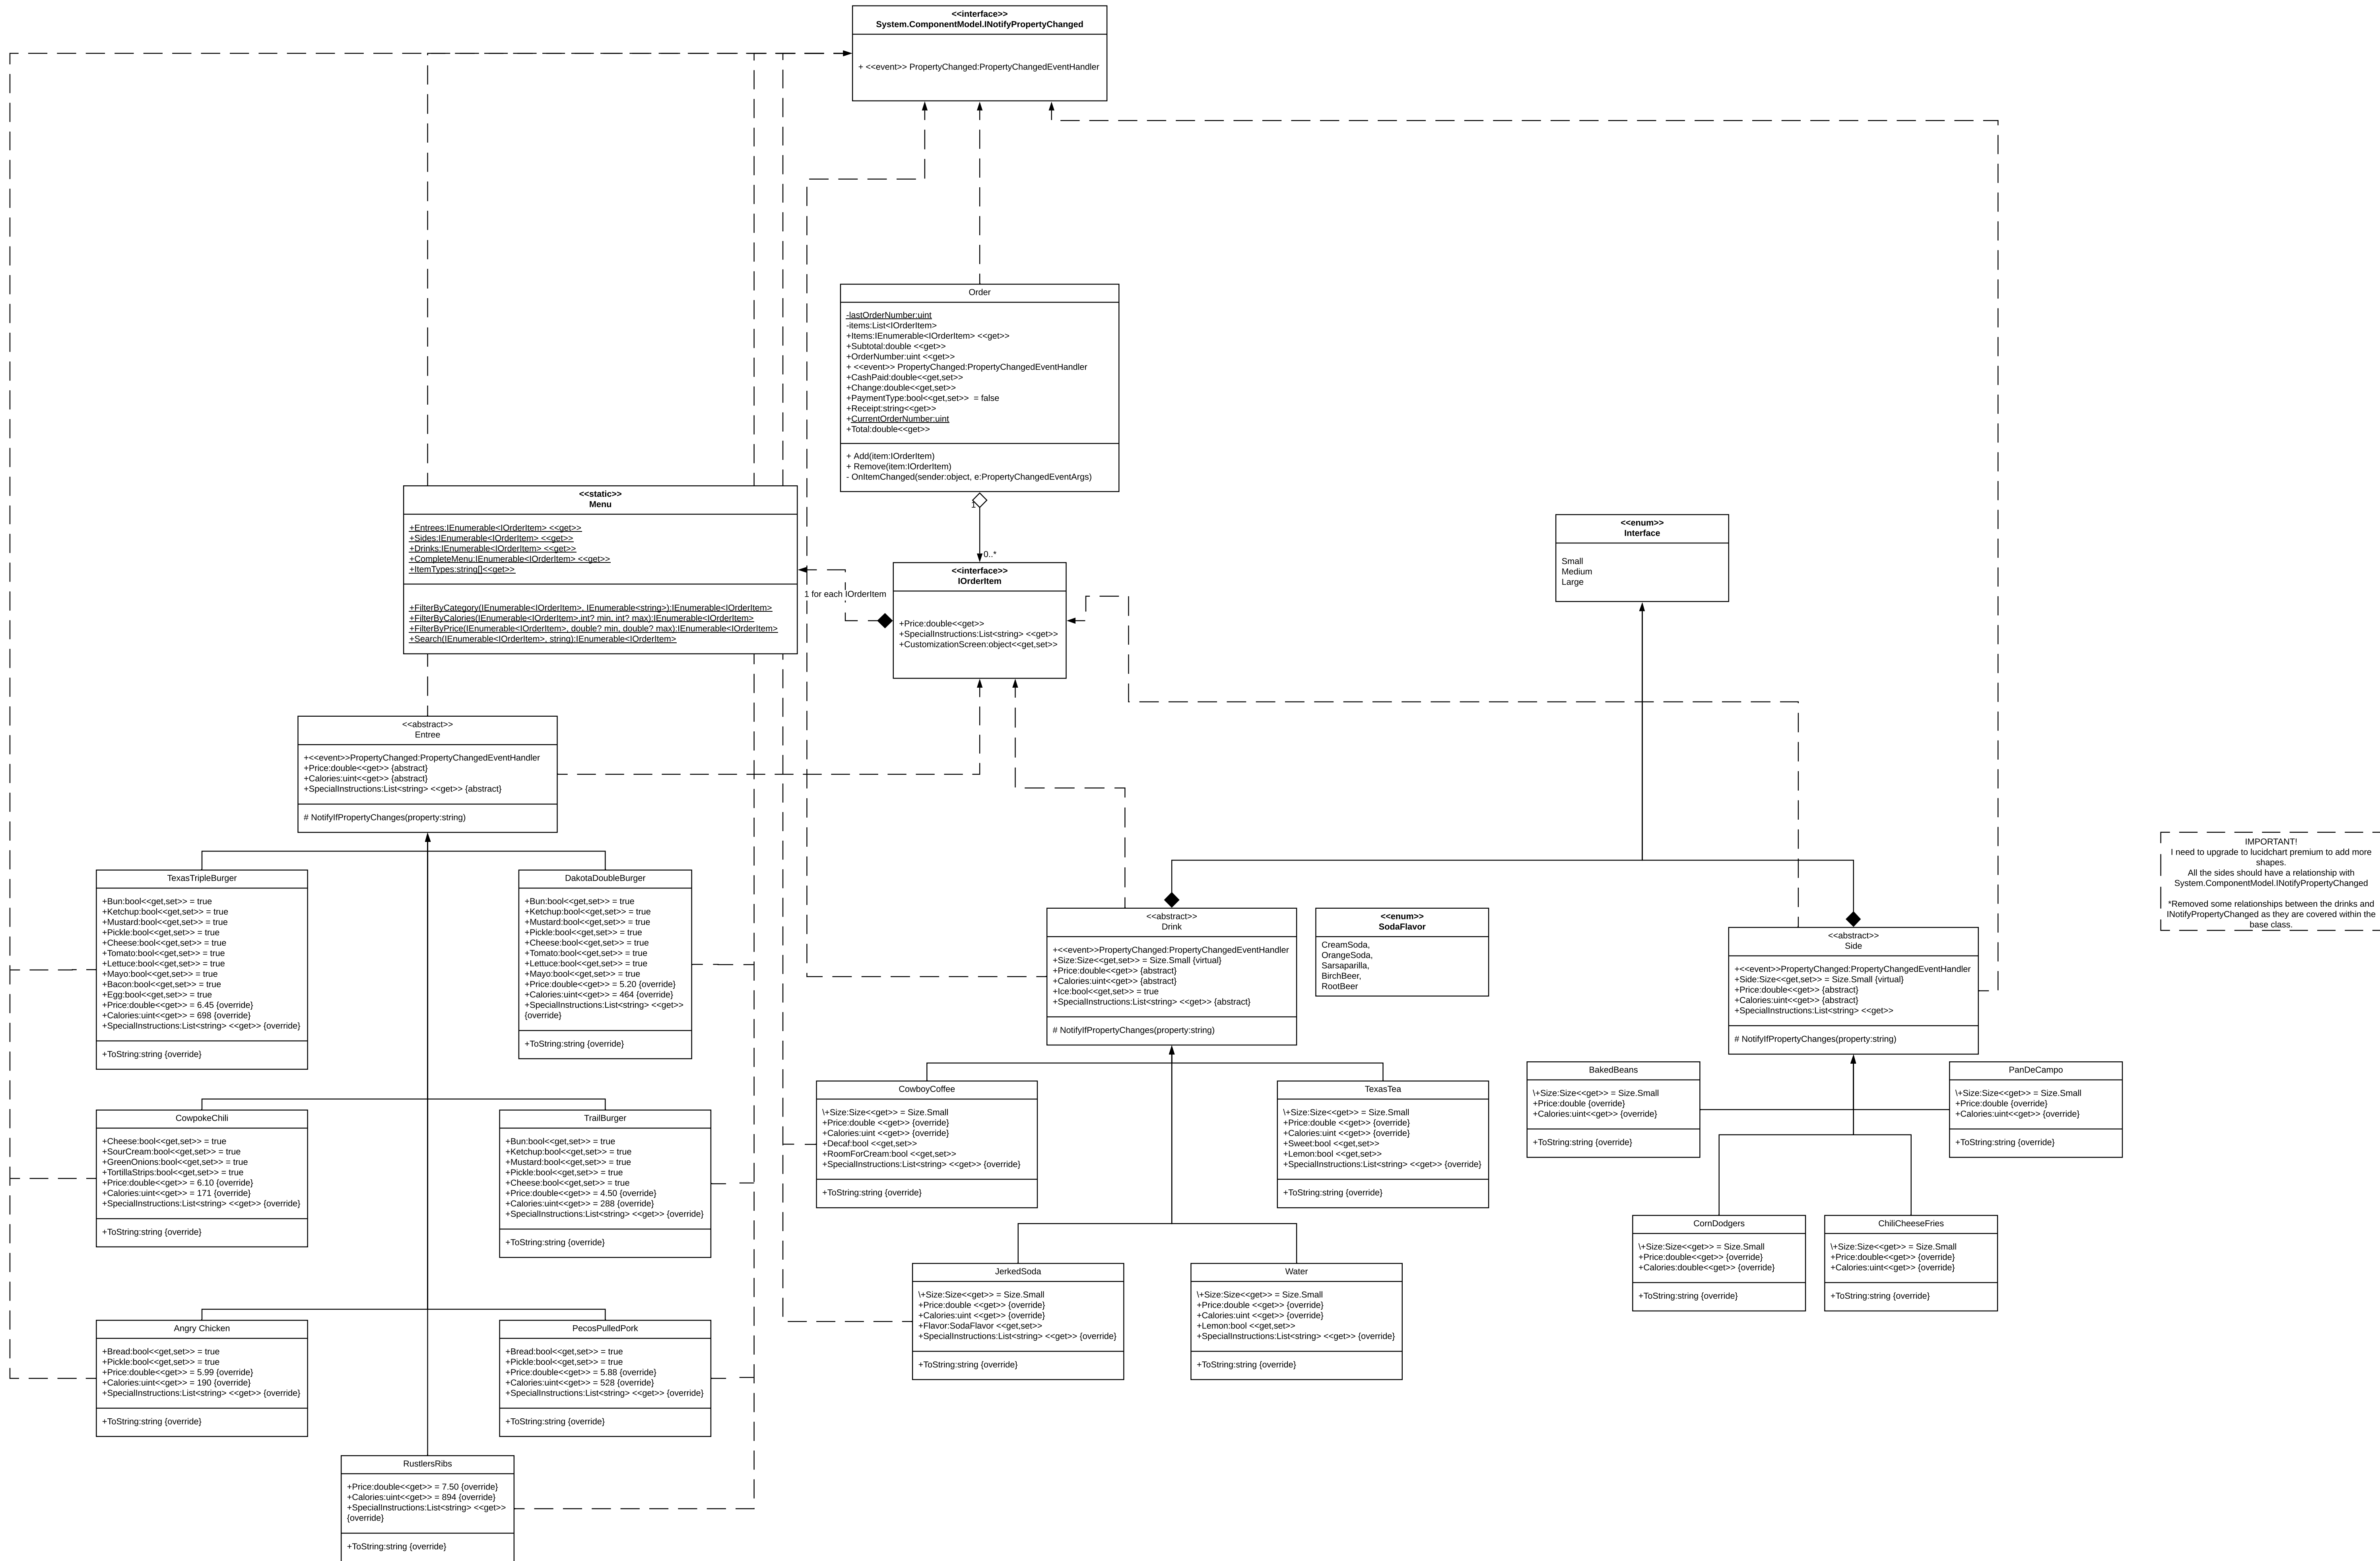 <<interface>>
System.ComponentModel.INotifyPropertyChanged
+ <<event>> PropertyChanged:PropertyChangedEventHandler
Order
-lastOrderNumber:uint
-items:List<IOrderItem>
+Items:IEnumerable<IOrderItem> <<get>>
+Subtotal:double <<get>>
+OrderNumber:uint <<get>>
+ <<event>> PropertyChanged:PropertyChangedEventHandler
+CashPaid:double<<get,set>>
+Change:double<<get,set>>
+PaymentType:bool<<get,set>>  = false
+Receipt:string<<get>>
+CurrentOrderNumber:uint
+Total:double<<get>>
+ Add(item:IOrderItem)
+ Remove(item:IOrderItem)
- OnItemChanged(sender:object, e:PropertyChangedEventArgs)
1
0..*
<<static>>
Menu
+Entrees:IEnumerable<IOrderItem> <<get>>
+Sides:IEnumerable<IOrderItem> <<get>>
+Drinks:IEnumerable<IOrderItem> <<get>>
+CompleteMenu:IEnumerable<IOrderItem> <<get>>
+ItemTypes:string[]<<get>>
+FilterByCategory(IEnumerable<IOrderItem>, IEnumerable<string>):IEnumerable<IOrderItem>
+FilterByCalories(IEnumerable<IOrderItem>,int? min, int? max):IEnumerable<IOrderItem>
+FilterByPrice(IEnumerable<IOrderItem>, double? min, double? max):IEnumerable<IOrderItem>
+Search(IEnumerable<IOrderItem>, string):IEnumerable<IOrderItem>
1 for each IOrderItem
<<interface>>
IOrderItem
+Price:double<<get>>
+SpecialInstructions:List<string> <<get>>
+CustomizationScreen:object<<get,set>>
<<enum>>
Interface
Small
Medium
Large
<<abstract>>
Entree
+<<event>>PropertyChanged:PropertyChangedEventHandler
+Price:double<<get>> {abstract}
+Calories:uint<<get>> {abstract}
+SpecialInstructions:List<string> <<get>> {abstract}
# NotifyIfPropertyChanges(property:string)
TexasTripleBurger
+Bun:bool<<get,set>> = true
+Ketchup:bool<<get,set>> = true
+Mustard:bool<<get,set>> = true
+Pickle:bool<<get,set>> = true
+Cheese:bool<<get,set>> = true
+Tomato:bool<<get,set>> = true
+Lettuce:bool<<get,set>> = true
+Mayo:bool<<get,set>> = true
+Bacon:bool<<get,set>> = true
+Egg:bool<<get,set>> = true
+Price:double<<get>> = 6.45 {override}
+Calories:uint<<get>> = 698 {override}
+SpecialInstructions:List<string> <<get>> {override}
+ToString:string {override}
DakotaDoubleBurger
+Bun:bool<<get,set>> = true
+Ketchup:bool<<get,set>> = true
+Mustard:bool<<get,set>> = true
+Pickle:bool<<get,set>> = true
+Cheese:bool<<get,set>> = true
+Tomato:bool<<get,set>> = true
+Lettuce:bool<<get,set>> = true
+Mayo:bool<<get,set>> = true
+Price:double<<get>> = 5.20 {override}
+Calories:uint<<get>> = 464 {override}
+SpecialInstructions:List<string> <<get>>
{override}
+ToString:string {override}
CowpokeChili
+Cheese:bool<<get,set>> = true
+SourCream:bool<<get,set>> = true
+GreenOnions:bool<<get,set>> = true
+TortillaStrips:bool<<get,set>> = true
+Price:double<<get>> = 6.10 {override}
+Calories:uint<<get>> = 171 {override}
+SpecialInstructions:List<string> <<get>> {override}
+ToString:string {override}
TrailBurger
+Bun:bool<<get,set>> = true
+Ketchup:bool<<get,set>> = true
+Mustard:bool<<get,set>> = true
+Pickle:bool<<get,set>> = true
+Cheese:bool<<get,set>> = true
+Price:double<<get>> = 4.50 {override}
+Calories:uint<<get>> = 288 {override}
+SpecialInstructions:List<string> <<get>> {override}
+ToString:string {override}
Angry Chicken
+Bread:bool<<get,set>> = true
+Pickle:bool<<get,set>> = true
+Price:double<<get>> = 5.99 {override}
+Calories:uint<<get>> = 190 {override}
+SpecialInstructions:List<string> <<get>> {override}
+ToString:string {override}
PecosPulledPork
+Bread:bool<<get,set>> = true
+Pickle:bool<<get,set>> = true
+Price:double<<get>> = 5.88 {override}
+Calories:uint<<get>> = 528 {override}
+SpecialInstructions:List<string> <<get>> {override}
+ToString:string {override}
RustlersRibs
+Price:double<<get>> = 7.50 {override}
+Calories:uint<<get>> = 894 {override}
+SpecialInstructions:List<string> <<get>>
{override}
+ToString:string {override}
<<abstract>>
Drink
+<<event>>PropertyChanged:PropertyChangedEventHandler
+Size:Size<<get,set>> = Size.Small {virtual}
+Price:double<<get>> {abstract}
+Calories:uint<<get>> {abstract}
+Ice:bool<<get,set>> = true
+SpecialInstructions:List<string> <<get>> {abstract}
# NotifyIfPropertyChanges(property:string)
<<enum>>
SodaFlavor
CreamSoda,
OrangeSoda,
Sarsaparilla,
BirchBeer,
RootBeer
CowboyCoffee
\+Size:Size<<get>> = Size.Small
+Price:double <<get>> {override}
+Calories:uint <<get>> {override}
+Decaf:bool <<get,set>>
+RoomForCream:bool <<get,set>>
+SpecialInstructions:List<string> <<get>> {override}
+ToString:string {override}
TexasTea
\+Size:Size<<get>> = Size.Small
+Price:double <<get>> {override}
+Calories:uint <<get>> {override}
+Sweet:bool <<get,set>>
+Lemon:bool <<get,set>>
+SpecialInstructions:List<string> <<get>> {override}
+ToString:string {override}
JerkedSoda
\+Size:Size<<get>> = Size.Small
+Price:double <<get>> {override}
+Calories:uint <<get>> {override}
+Flavor:SodaFlavor <<get,set>>
+SpecialInstructions:List<string> <<get>> {override}
+ToString:string {override}
Water
\+Size:Size<<get>> = Size.Small
+Price:double <<get>> {override}
+Calories:uint <<get>> {override}
+Lemon:bool <<get,set>>
+SpecialInstructions:List<string> <<get>> {override}
+ToString:string {override}
<<abstract>>
Side
+<<event>>PropertyChanged:PropertyChangedEventHandler
+Side:Size<<get,set>> = Size.Small {virtual}
+Price:double<<get>> {abstract}
+Calories:uint<<get>> {abstract}
+SpecialInstructions:List<string> <<get>>
# NotifyIfPropertyChanges(property:string)
BakedBeans
\+Size:Size<<get>> = Size.Small
+Price:double {override}
+Calories:uint<<get>> {override}
+ToString:string {override}
PanDeCampo
\+Size:Size<<get>> = Size.Small
+Price:double {override}
+Calories:uint<<get>> {override}
+ToString:string {override}
CornDodgers
\+Size:Size<<get>> = Size.Small
+Price:double<<get>> {override}
+Calories:double<<get>> {override}
+ToString:string {override}
ChiliCheeseFries
\+Size:Size<<get>> = Size.Small
+Price:double<<get>> {override}
+Calories:uint<<get>> {override}
+ToString:string {override}
IMPORTANT!
I need to upgrade to lucidchart premium to add more
shapes.
All the sides should have a relationship with
System.ComponentModel.INotifyPropertyChanged
*Removed some relationships between the drinks and
INotifyPropertyChanged as they are covered within the
base class.